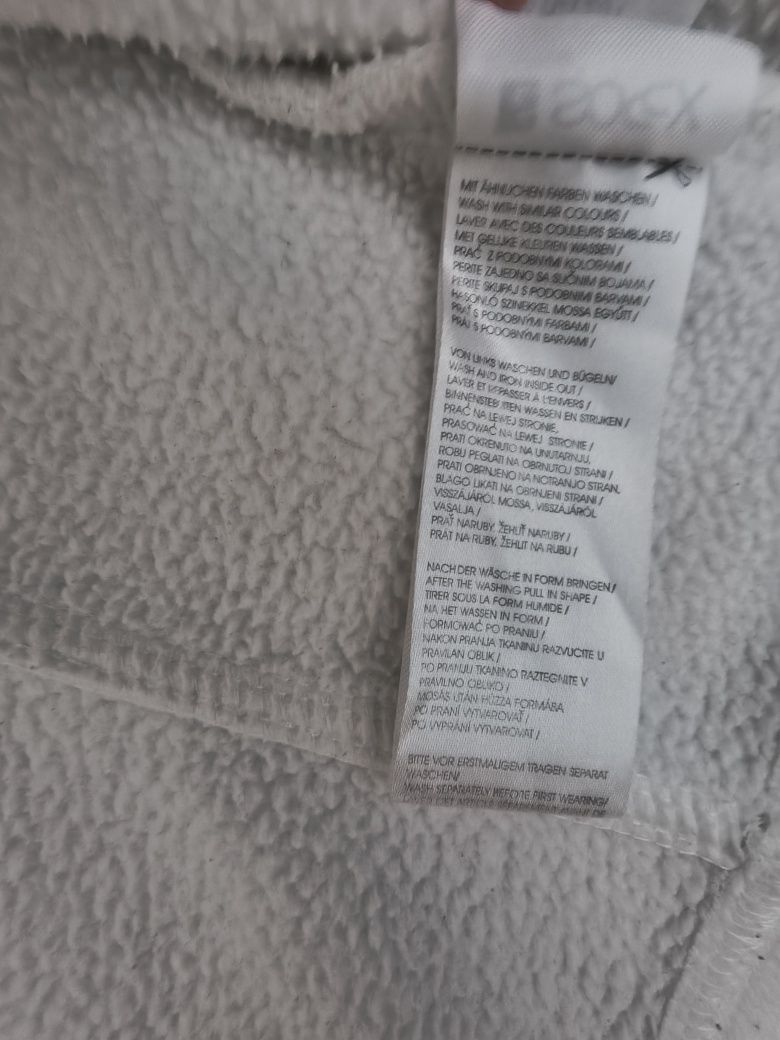 MIT ÄHNLICHEN FARBEN WASCHEN/
WASH WITH SIMILAR COLOURS/
LAVER AVEC DES COULEURS SEMBLABLES/
MET GELIJKE KLEUREN WASSEN/
PRAĆ Z PODOBNYMI KOLORAMI/
PERITE ZAJEDNO SA SLIČNIM BOJAMA/
PERITE SKUPAJ S PODOBNIMI BARVAMI/
HASONLÓ SZINEKKEL MOSSA EGYÜTT/
PRAŤ S PODOBNÝMI FARBAMI/
PRÁT S PODOBNÝMI BARVAMI/
VON LINKS WASCHEN UND BÜGELN/
WASH AND IRON INSIDE OUT/
LAVER ET REPASSER À L'ENVERS/
BINNENSTEBUITEN WASSEN EN STRIJKEN/
PRAĆ NA LEWEJ STRONIE,
PRASOWAĆ NA LEWEJ STRONIE/
PRATI OKRENUTO NA UNUTARNJU,
ROBU PEGLATI NA OBRNUTOJ STRANI/
PRATI OBRNJENO NA NOTRANJO STRAN,
BLAGO LIKATI NA OBRNJENI STRANI/
VISSZÁJÁRÓL MOSSA, VISSZÁJÁRÓL
VASALJA/
PRAŤ NARUBY, ŽEHLIŤ NARUBY/
PRÁT NA RUBY, ŽEHLIT NA RUBU/
NACH DER WÄSCHE IN FORM BRINGEN/
AFTER THE WASHING PULL IN SHAPE/
TIRER SOUS LA FORM HUMIDE/
NA HET WASSEN IN FORM/
FORMOWAĆ PO PRANIU/
NAKON PRANJA TKANINU RAZVUCITE U
PRAVILAN OBLIK/
PO PRANJU TKANINO RAZTEGNITE V
PRAVILNO OBLIKO/
MOSÁS UTÁN HÚZZA FORMÁBA
PO PRANÍ VYTVAROVAŤ/
PO VYPRÁNÍ VYTVAROVAT/
BITTE VOR ERSTMALIGEM TRAGEN SEPARAT
WASCHEN/
WASH SEPARATELY BEFORE FIRST WEARING/